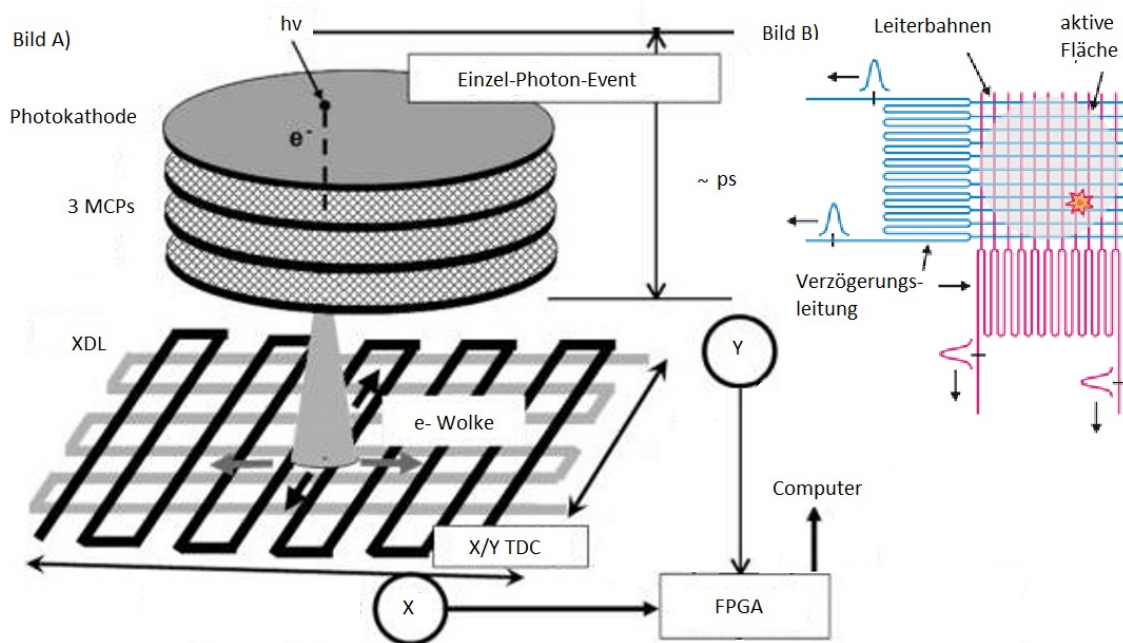 Bild A)
hv
Einzel-Photon-Event
Photokathode
e-
3 MCPs
~ ps
XDL
e- Wolke
X/Y TDC
X
Y
Computer
FPGA
Bild B)
Leiterbahnen
aktive
Fläche
Verzögerungs-
leitung